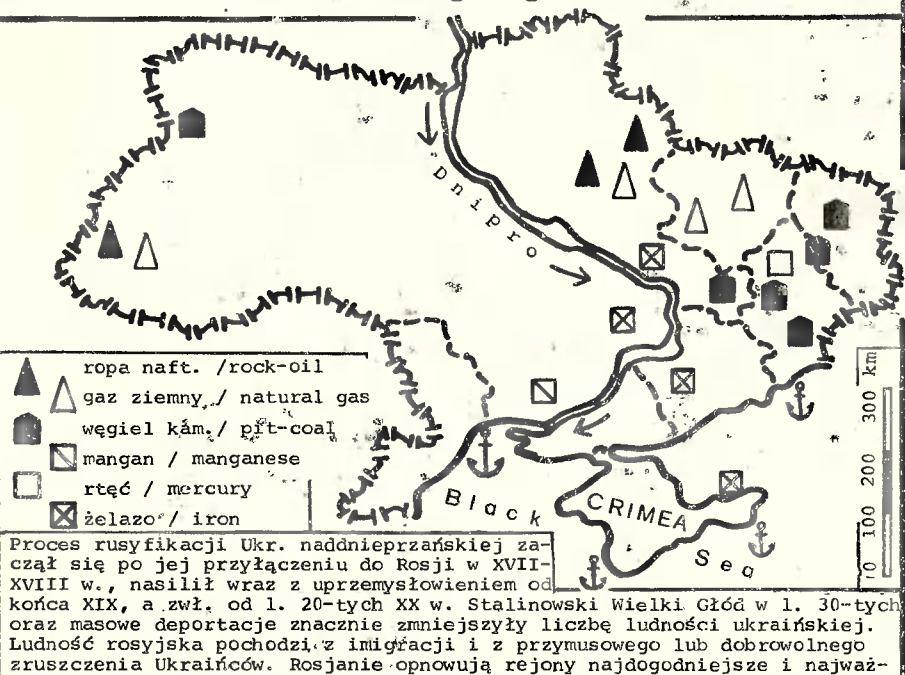 Dnipro
ropa naft. /rock-oil
gaz ziemny / natural gas
węgiel kam./ pit-coal
mangan / manganese
rtęć / mercury
żelazo / iron
Black
Sea
CRIMEA
km
300
200
100
0
Proces rusyfikacji Ukr. naddnieprzańskiej za-
czął się po jej przyłączeniu do Rosji w XVII-
XVIII w., nasilił wraz z uprzemysłowieniem od
końca XIX, a zwł. od l. 20-tych XX w. Stalinowski Wielki Głód w l. 30-tych
oraz masowe deportacje znacznie zmniejszyły liczbę ludności ukraińskiej.
Ludność rosyjska pochodzi z imigracji i z przymusowego lub dobrowolnego
zruszczenia Ukraińców. Rosjanie opnowują rejony najdogodniejsze i najważ-